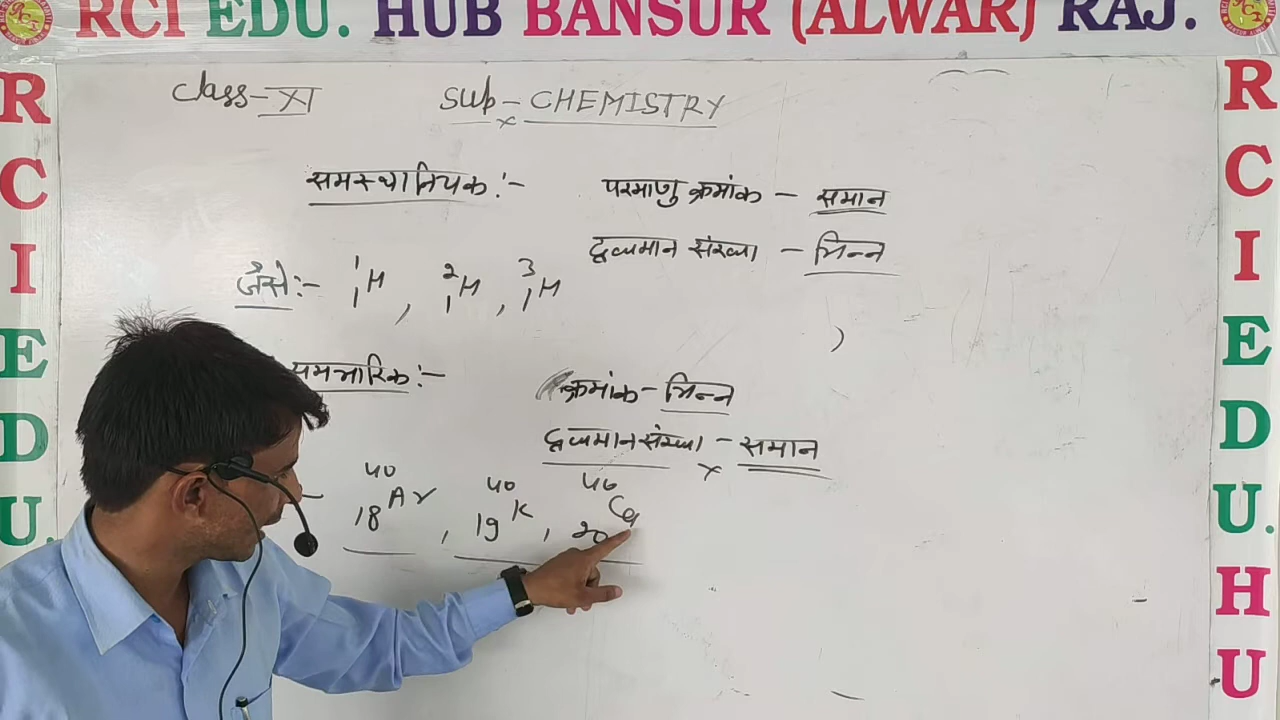 RCI EDU. HUB BANSUR (ALWAR) RAJ.
Class-XI Sub-CHEMISTRY
समस्थानियक:- परमाणु क्रमांक - समान
द्रव्यमान संख्या - भिन्न
जैसे:- ¹₁H, ²₁H, ³₁H
समभारिक:- क्रमांक - भिन्न
द्रव्यमान संख्या - समान
⁴⁰₁₈Ar, ⁴⁰₁₉K, ⁴⁰₂₀Ca
R C I E D U.
R C I E D U. H U